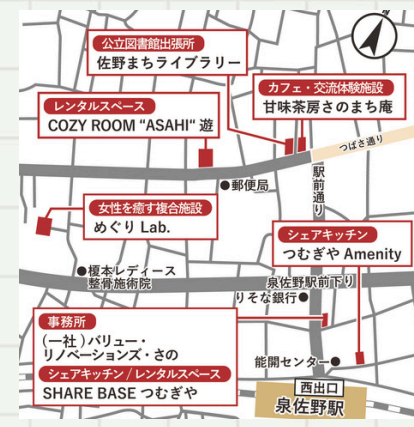 公立図書館出張所
佐野まちライブラリー
カフェ・交流体験施設
甘味茶房さのまち庵
レンタルスペース
COZY ROOM "ASAHI" 遊
つばさ通り
●郵便局
駅前通り
女性を癒す複合施設
めぐり Lab.
シェアキッチン
つむぎや Amenity
●榎本レディース
整骨施術院
泉佐野駅前下り
りそな銀行●
事務所
(一社)バリュー・
リノベーションズ・さの
シェアキッチン/レンタルスペース
SHARE BASE つむぎや
能開センター●
西出口
泉佐野駅